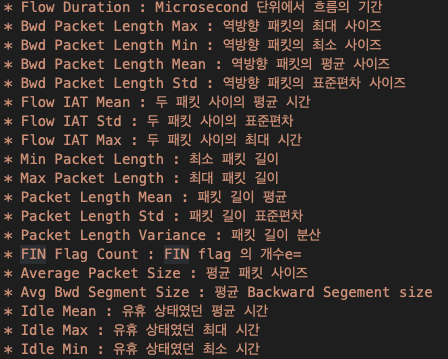 * Flow Duration : Microsecond 단위에서 흐름의 기간
* Bwd Packet Length Max : 역방향 패킷의 최대 사이즈
* Bwd Packet Length Min : 역방향 패킷의 최소 사이즈
* Bwd Packet Length Mean : 역방향 패킷의 평균 사이즈
* Bwd Packet Length Std : 역방향 패킷의 표준편차 사이즈
* Flow IAT Mean : 두 패킷 사이의 평균 시간
* Flow IAT Std : 두 패킷 사이의 표준편차
* Flow IAT Max : 두 패킷 사이의 최대 시간
* Min Packet Length : 최소 패킷 길이
* Max Packet Length : 최대 패킷 길이
* Packet Length Mean : 패킷 길이 평균
* Packet Length Std : 패킷 길이 표준편차
* Packet Length Variance : 패킷 길이 분산
* FIN Flag Count : FIN flag 의 개수e=
* Average Packet Size : 평균 패킷 사이즈
* Avg Bwd Segment Size : 평균 Backward Segement size
* Idle Mean : 유휴 상태였던 평균 시간
* Idle Max : 유휴 상태였던 최대 시간
* Idle Min : 유휴 상태였던 최소 시간